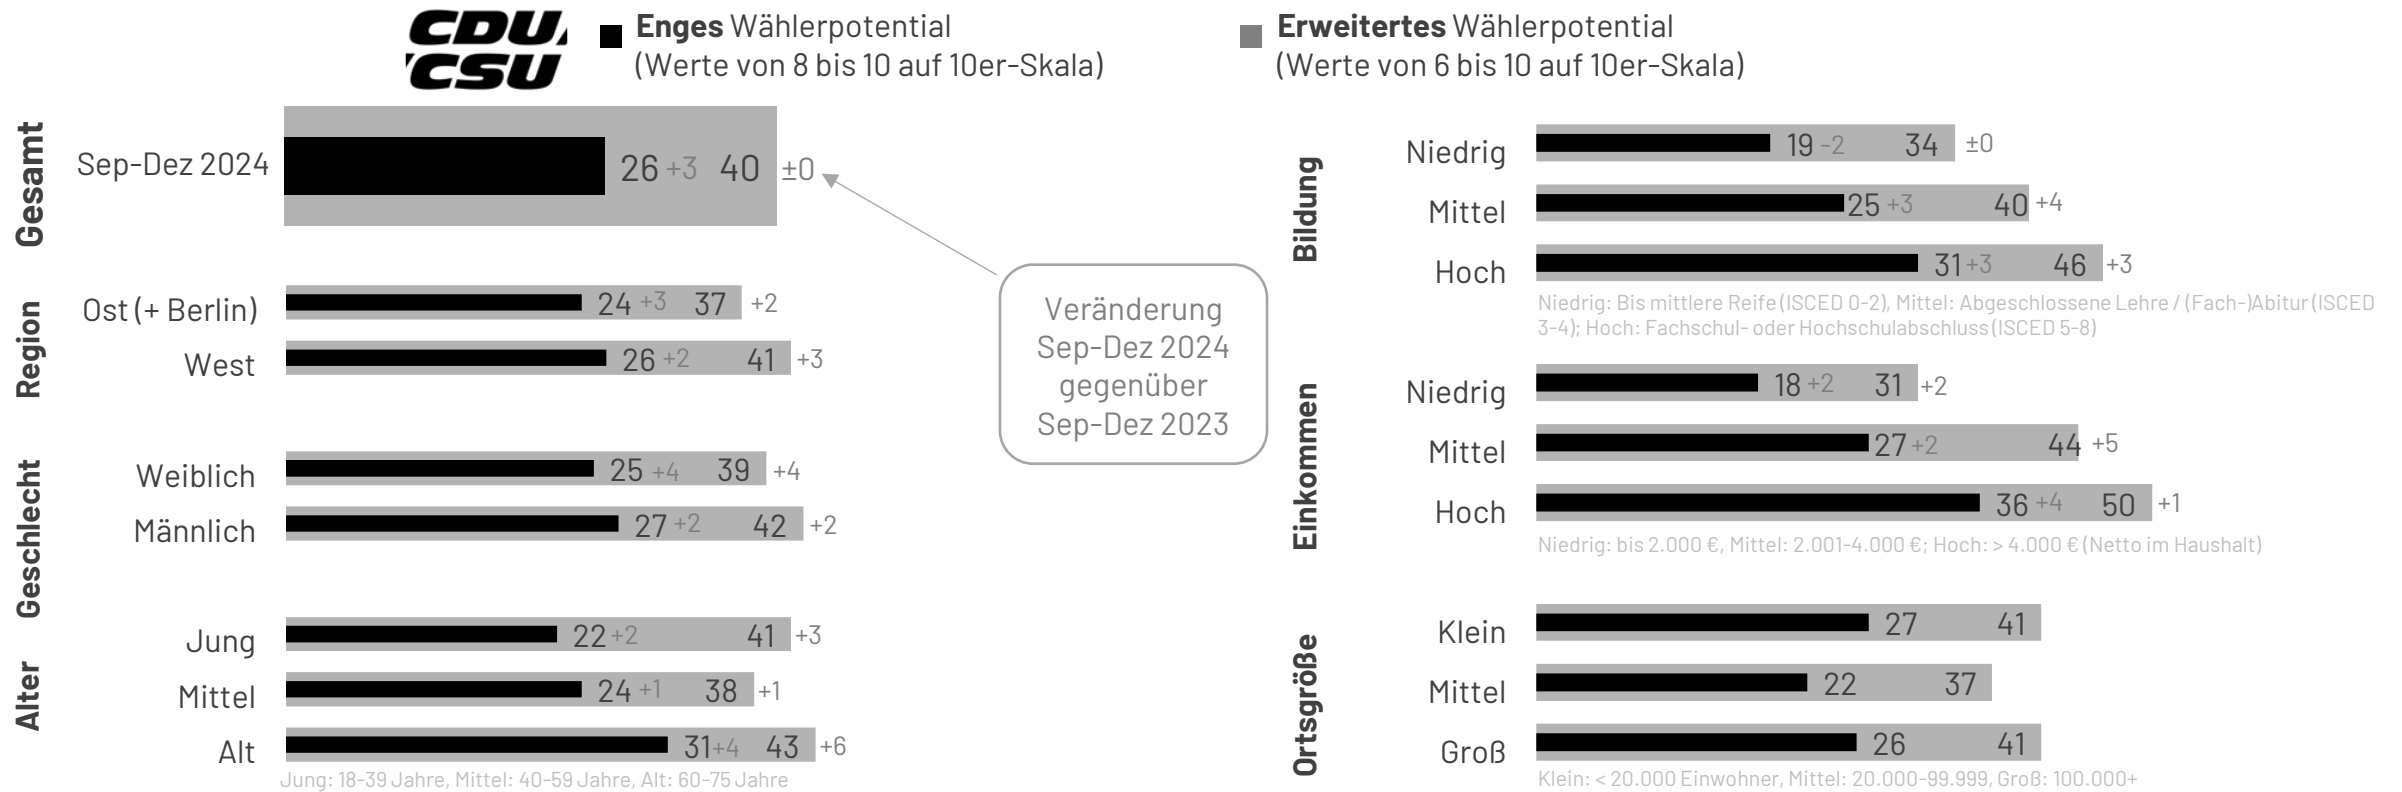 CDU
CSU
Enges Wählerpotential
(Werte von 8 bis 10 auf 10er-Skala)
Erweitertes Wählerpotential
(Werte von 6 bis 10 auf 10er-Skala)
Gesamt
Sep-Dez 2024 26 +3 40 ±0
Veränderung
Sep-Dez 2024
gegenüber
Sep-Dez 2023
Region
Ost (+ Berlin) 24 +3 37 +2
West 26 +2 41 +3
Geschlecht
Weiblich 25 +4 39 +4
Männlich 27 +2 42 +2
Alter
Jung 22 +2 41 +3
Mittel 24 +1 38 +1
Alt 31 +4 43 +6
Jung: 18-39 Jahre, Mittel: 40-59 Jahre, Alt: 60-75 Jahre
Bildung
Niedrig 19 -2 34 ±0
Mittel 25 +3 40 +4
Hoch 31 +3 46 +3
Niedrig: Bis mittlere Reife (ISCED 0-2), Mittel: Abgeschlossene Lehre / (Fach-)Abitur (ISCED
3-4); Hoch: Fachschul- oder Hochschulabschluss (ISCED 5-8)
Einkommen
Niedrig 18 +2 31 +2
Mittel 27 +2 44 +5
Hoch 36 +4 50 +1
Niedrig: bis 2.000 €, Mittel: 2.001-4.000 €; Hoch: > 4.000 € (Netto im Haushalt)
Ortsgröße
Klein 27 41
Mittel 22 37
Groß 26 41
Klein: < 20.000 Einwohner, Mittel: 20.000-99.999, Groß: 100.000+